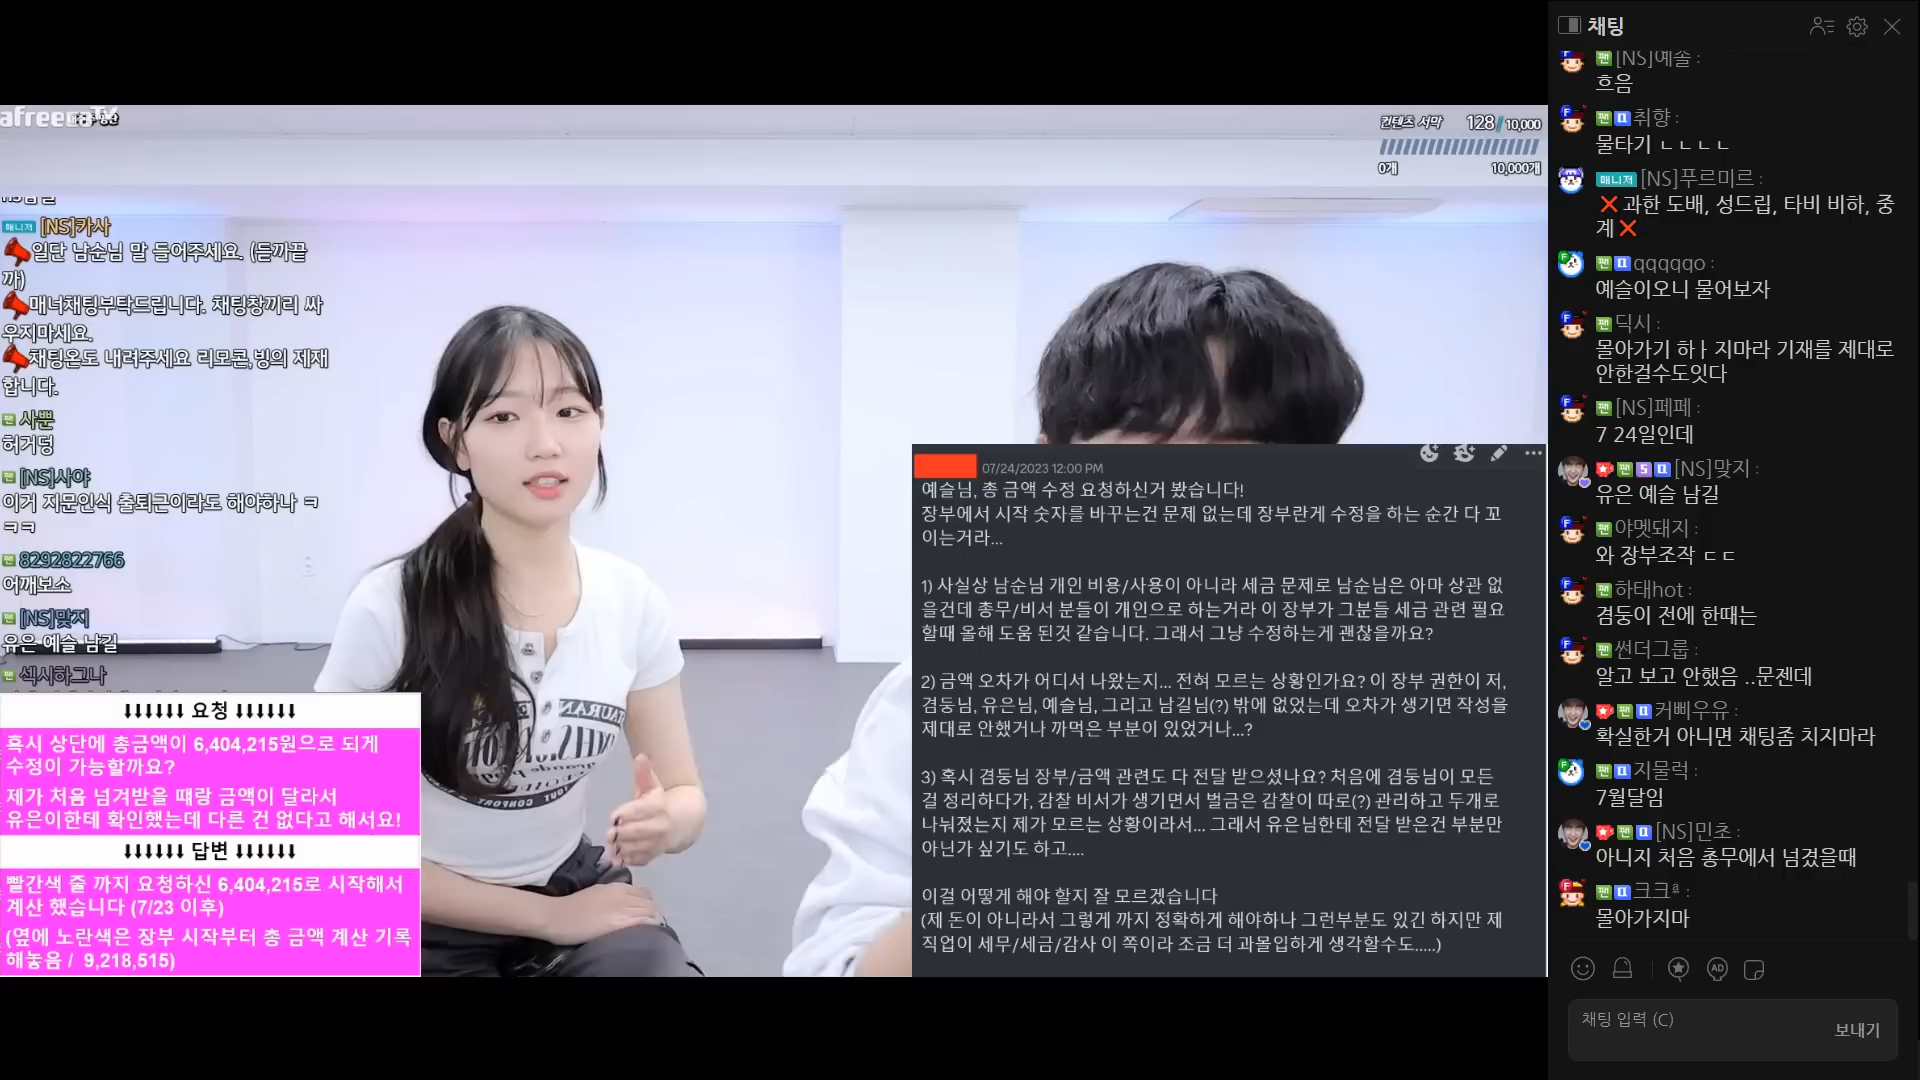 afreecaTV
컨텐츠 서막 128/10,000
0개 10,000개
매니저 [NS]카사
일단 남순님 말 들어주세요. (듣까끝
까)
매너채팅부탁드립니다. 채팅창끼리 싸
우지마세요.
채팅온도 내려주세요 리모콘,빙의 제재
합니다.
팬 사뿐
허거덩
팬 [NS]사야
이거 지문인식 출퇴근이라도 해야하나 ㅋ
ㅋㅋ
팬 8292822766
어깨보소
팬 [NS]맞지
유은 예슬 남길
팬 섹시하그나
⬇⬇⬇⬇⬇⬇ 요청 ⬇⬇⬇⬇⬇⬇
혹시 상단에 총금액이 6,404,215원으로 되게
수정이 가능할까요?
제가 처음 넘겨받을 때랑 금액이 달라서
유은이한테 확인했는데 다른 건 없다고 해서요!
⬇⬇⬇⬇⬇⬇ 답변 ⬇⬇⬇⬇⬇⬇
빨간색 줄 까지 요청하신 6,404,215로 시작해서
계산 했습니다 (7/23 이후)
(옆에 노란색은 장부 시작부터 총 금액 계산 기록
해놓음 / 9,218,515)
07/24/2023 12:00 PM
예슬님, 총 금액 수정 요청하신거 봤습니다!
장부에서 시작 숫자를 바꾸는건 문제 없는데 장부란게 수정을 하는 순간 다 꼬
이는거라...
1) 사실상 남순님 개인 비용/사용이 아니라 세금 문제로 남순님은 아마 상관 없
을건데 총무/비서 분들이 개인으로 하는거라 이 장부가 그분들 세금 관련 필요
할때 올해 도움 된것 같습니다. 그래서 그냥 수정하는게 괜찮을까요?
2) 금액 오차가 어디서 나왔는지... 전혀 모르는 상황인가요? 이 장부 권한이 저,
겸둥님, 유은님, 예슬님, 그리고 남길님(?) 밖에 없었는데 오차가 생기면 작성을
제대로 안했거나 까먹은 부분이 있었거나...?
3) 혹시 겸둥님 장부/금액 관련도 다 전달 받으셨나요? 처음에 겸둥님이 모든
걸 정리하다가, 감찰 비서가 생기면서 벌금은 감찰이 따로(?) 관리하고 두개로
나눠졌는지 제가 모르는 상황이라서... 그래서 유은님한테 전달 받은건 부분만
아닌가 싶기도 하고....
이걸 어떻게 해야 할지 잘 모르겠습니다
(제 돈이 아니라서 그렇게 까지 정확하게 해야하나 그런부분도 있긴 하지만 제
직업이 세무/세금/감사 이 쪽이라 조금 더 과몰입하게 생각할수도.....)
채팅
팬 [NS]예솔 :
흐음
팬 취향 :
물타기 ㄴㄴㄴㄴ
매니저 [NS]푸르미르 :
❌과한 도배, 성드립, 타비 비하, 중
계❌
팬 qqqqqo :
예슬이오니 물어보자
팬 딕시 :
몰아가기 하ㅏ지마라 기재를 제대로
안한걸수도잇다
팬 [NS]페페 :
7 24일인데
팬 S [NS]맞지 :
유은 예슬 남길
팬 야멧돼지 :
와 장부조작 ㄷㄷ
팬 하태hot :
겸둥이 전에 한때는
팬 썬더그룹 :
알고 보고 안했음 ..문젠데
팬 커삐우유 :
확실한거 아니면 채팅좀 치지마라
팬 지물럭 :
7월달임
팬 [NS]민초 :
아니지 처음 총무에서 넘겼을때
팬 크크ª :
몰아가지마
AD
채팅 입력 (C)
보내기